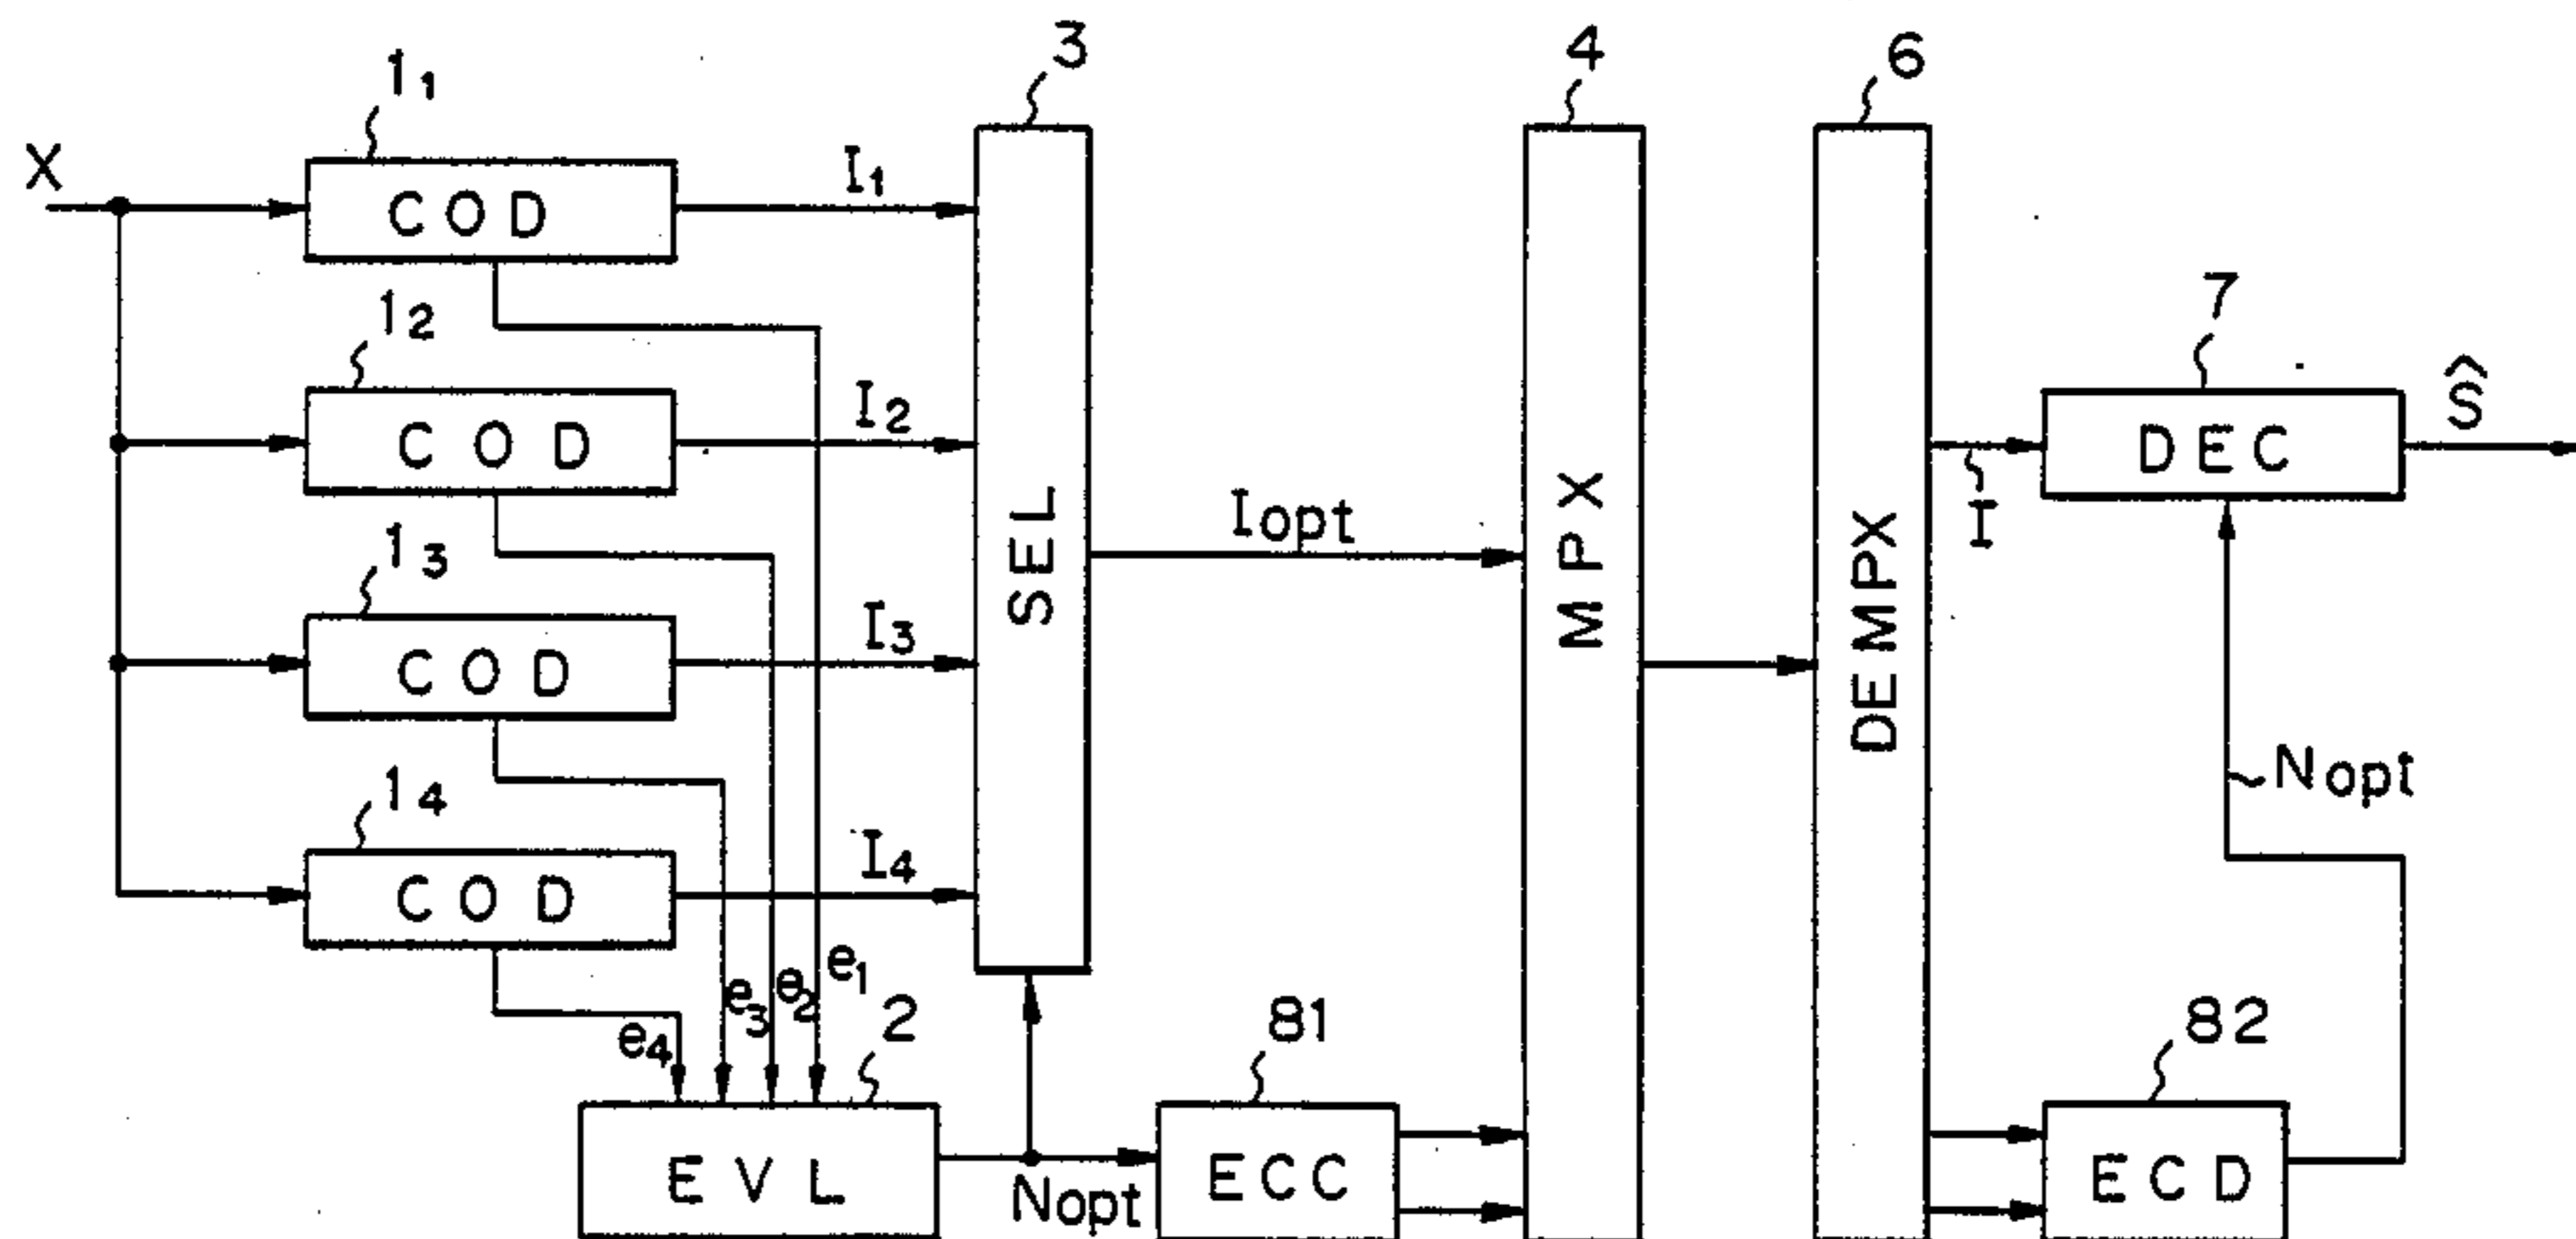 3
4
6
1₁
X
COD
I₁
7
1₂
COD
I₂
DEC
Ŝ
I
SEL
Iopt
MPX
DEMPX
1₃
COD
I₃
Nopt
1₄
COD
I₄
e₁
e₂
e₃
e₄
2
81
82
EVL
Nopt
ECC
ECD